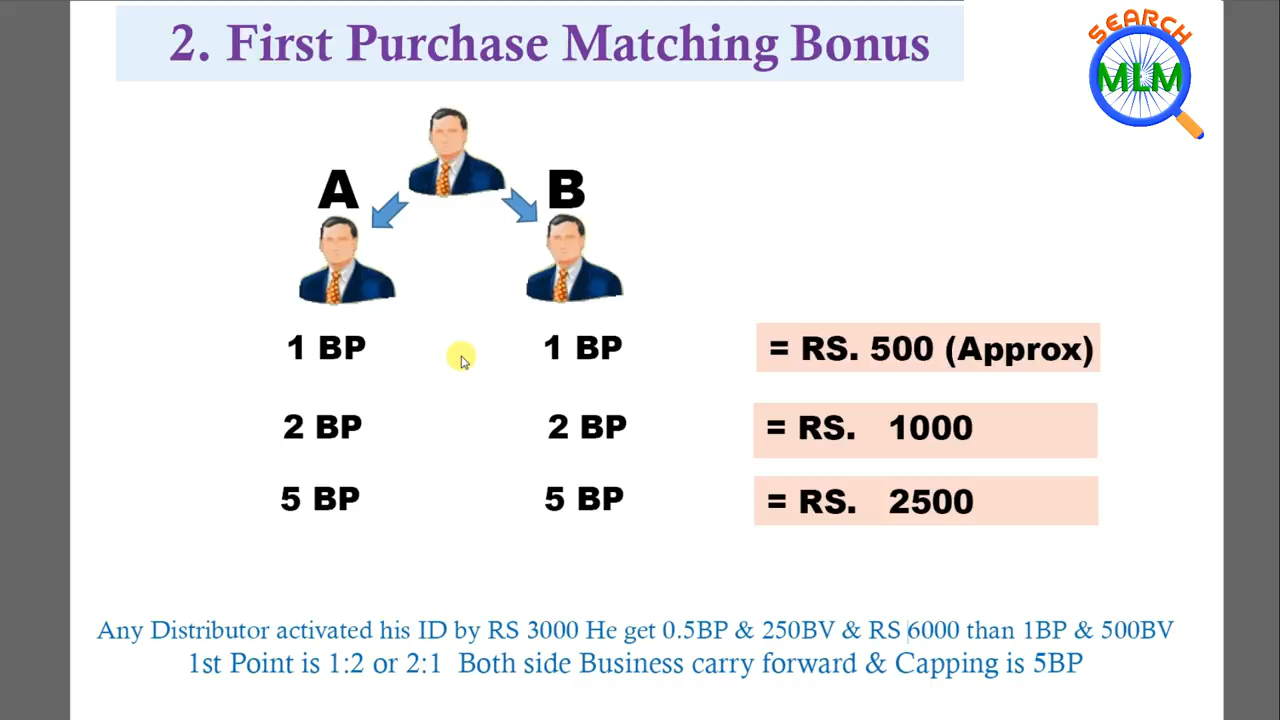 2. First Purchase Matching Bonus
SEARCH
MLM
A B
1 BP 1 BP = RS. 500 (Approx)
2 BP 2 BP = RS. 1000
5 BP 5 BP = RS. 2500
Any Distributor activated his ID by RS 3000 He get 0.5BP & 250BV & RS 6000 than 1BP & 500BV
1st Point is 1:2 or 2:1 Both side Business carry forward & Capping is 5BP